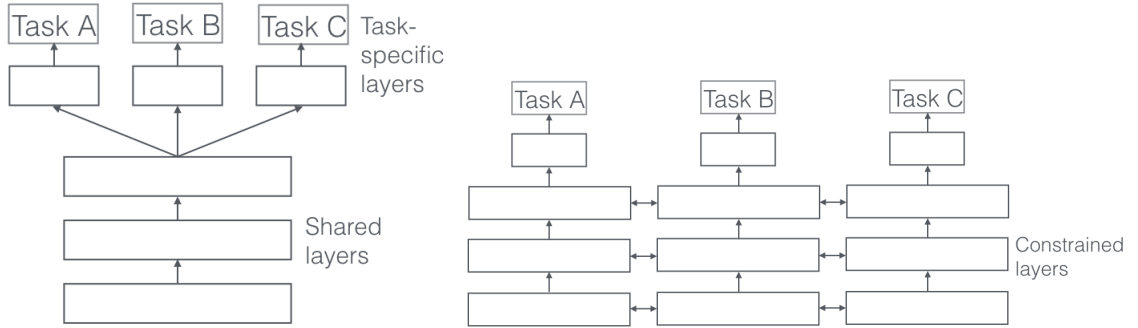 Task A
Task B
Task C
Task-
specific
layers
Shared
layers
Task A
Task B
Task C
Constrained
layers